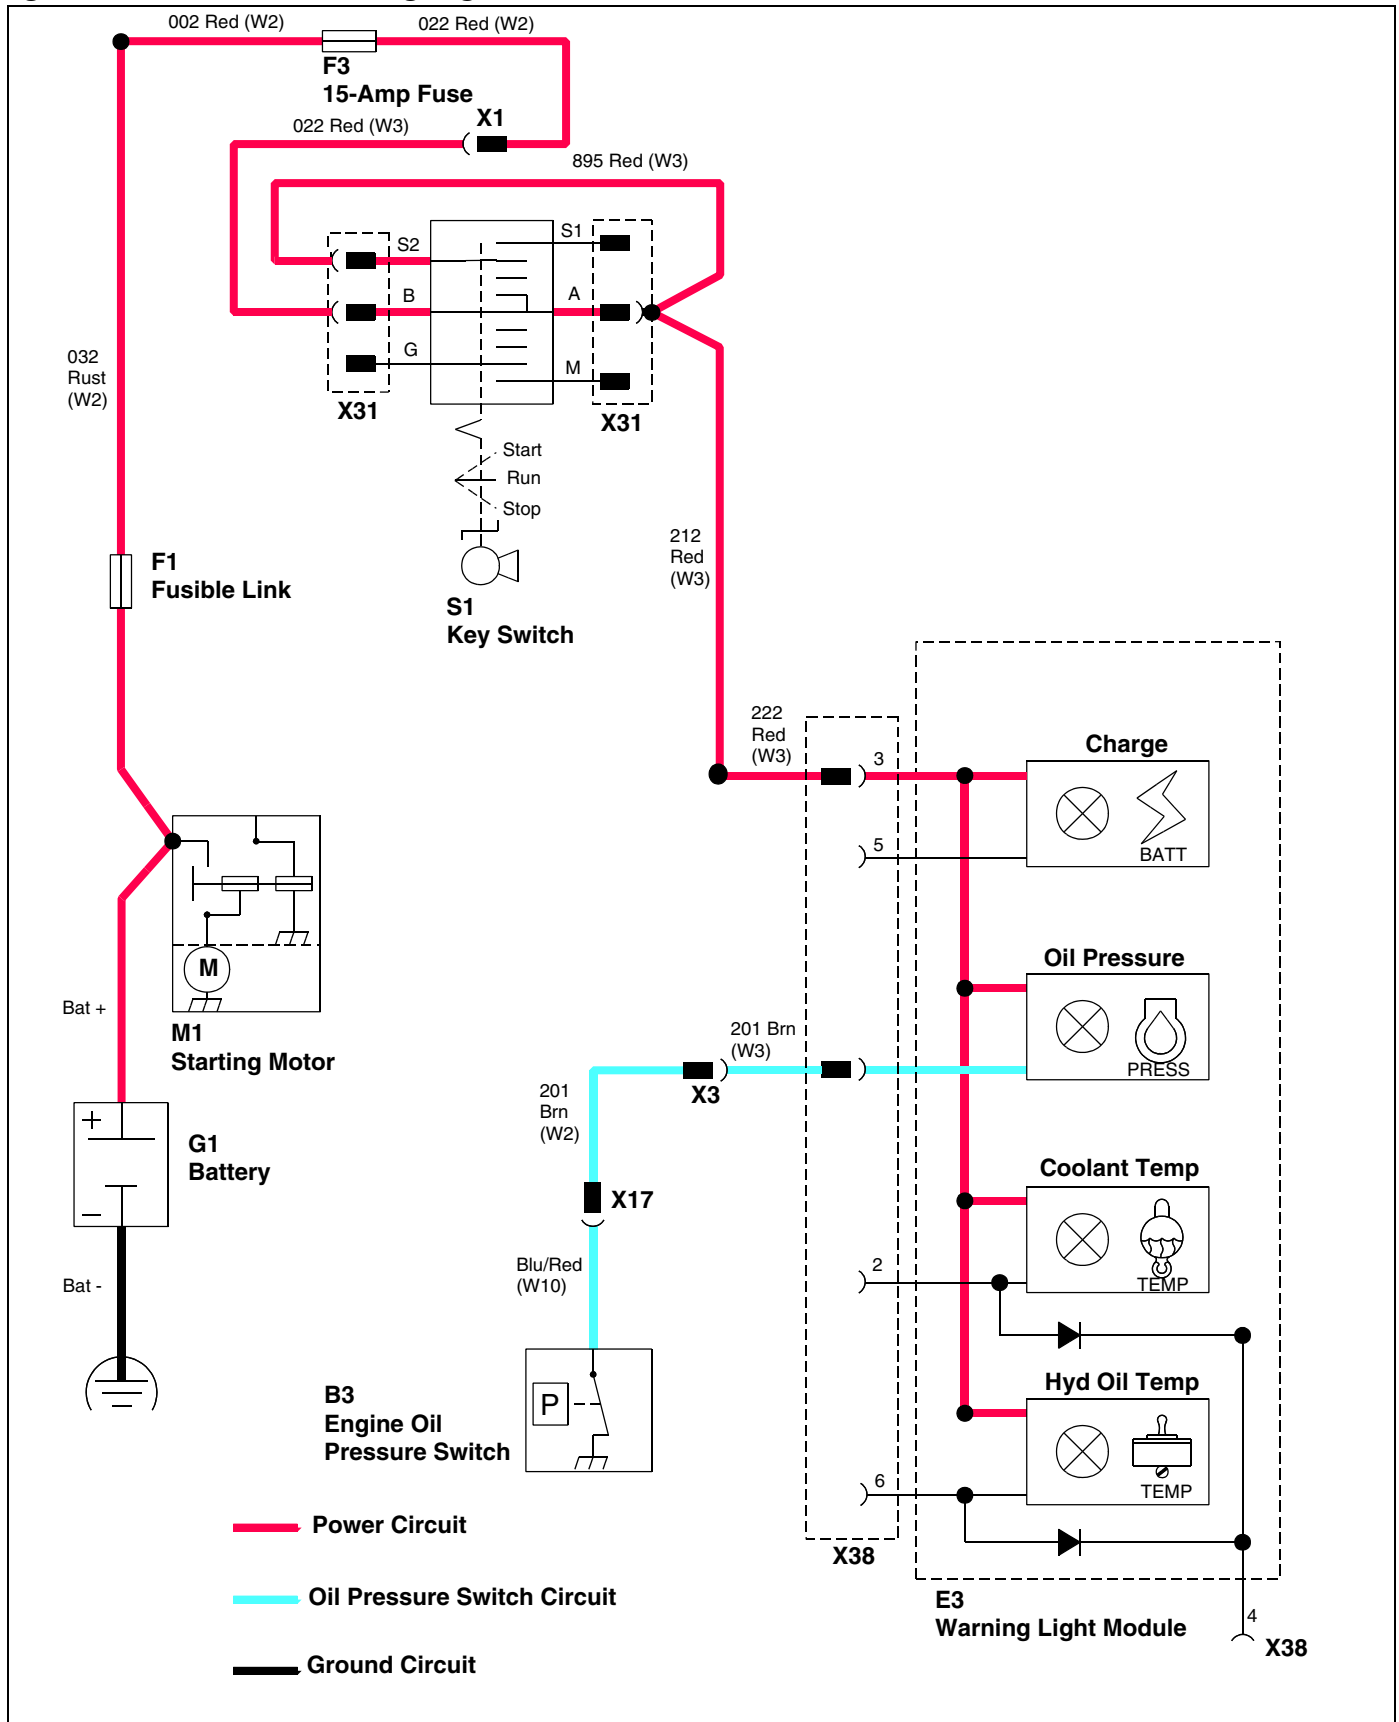 002 Red (W2)
022 Red (W2)
F3
15-Amp Fuse
X1
022 Red (W3)
895 Red (W3)
S2
S1
B
A
G
M
X31
X31
032
Rust
(W2)
Start
Run
Stop
F1
Fusible Link
S1
Key Switch
212
Red
(W3)
222
Red
(W3)
3
Charge
BATT
5
Oil Pressure
PRESS
M
Bat +
M1
Starting Motor
201 Brn
(W3)
X3
201
Brn
(W2)
+
–
G1
Battery
X17
Coolant Temp
TEMP
2
Bat -
Blu/Red
(W10)
P
B3
Engine Oil
Pressure Switch
Hyd Oil Temp
TEMP
6
X38
E3
Warning Light Module
4
X38
Power Circuit
Oil Pressure Switch Circuit
Ground Circuit